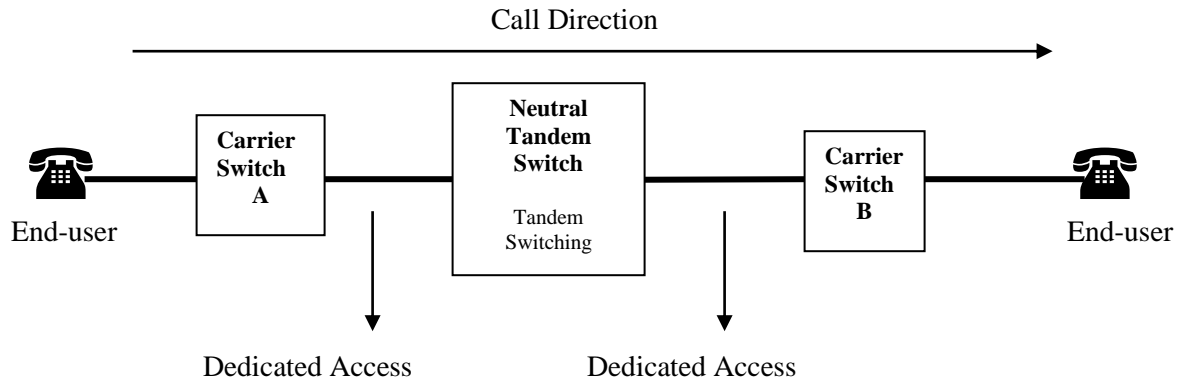 Call Direction
Neutral
Tandem
Switch
Tandem
Switching
Carrier
Switch
A
Carrier
Switch
B
End-user
End-user
Dedicated Access
Dedicated Access